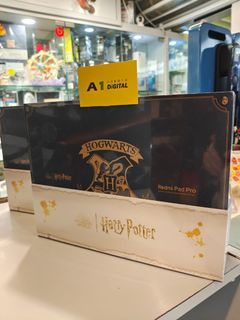 A1 DIGITAL
HOGWARTS
H
Redmi Pad Pro
Harry Potter